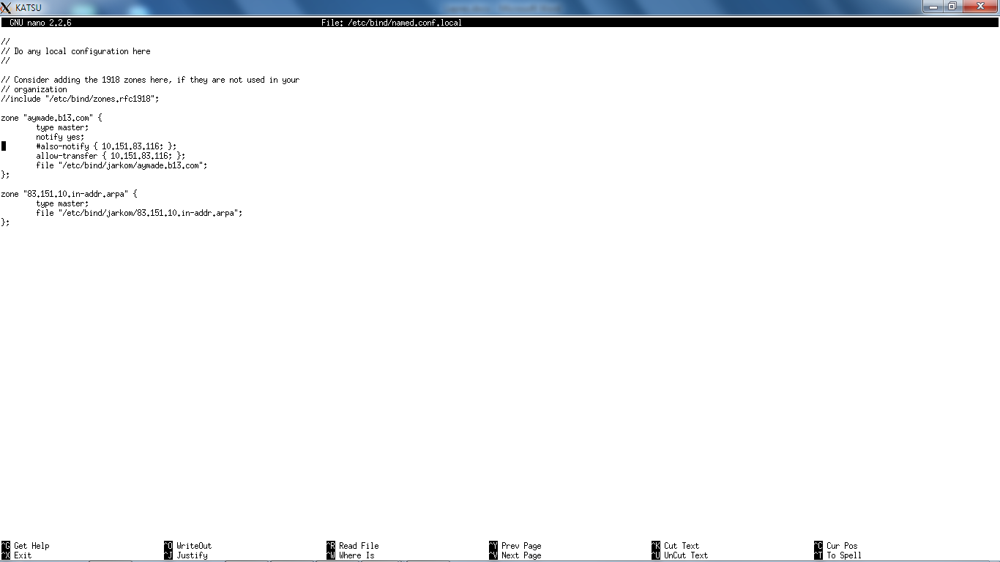 KATSU
GNU nano 2.2.6 File: /etc/bind/named.conf.local
//
// Do any local configuration here
//
// Consider adding the 1918 zones here, if they are not used in your
// organization
//include "/etc/bind/zones.rfc1918";
zone "aymade.b13.com" {
        type master;
        notify yes;
        #also-notify { 10.151.83.116; };
        allow-transfer { 10.151.83.116; };
        file "/etc/bind/jarkom/aymade.b13.com";
};
zone "83.151.10.in-addr.arpa" {
        type master;
        file "/etc/bind/jarkom/83.151.10.in-addr.arpa";
};
^G Get Help ^O WriteOut ^R Read File ^Y Prev Page ^K Cut Text ^C Cur Pos
^X Exit ^J Justify ^W Where Is ^V Next Page ^U UnCut Text ^T To Spell